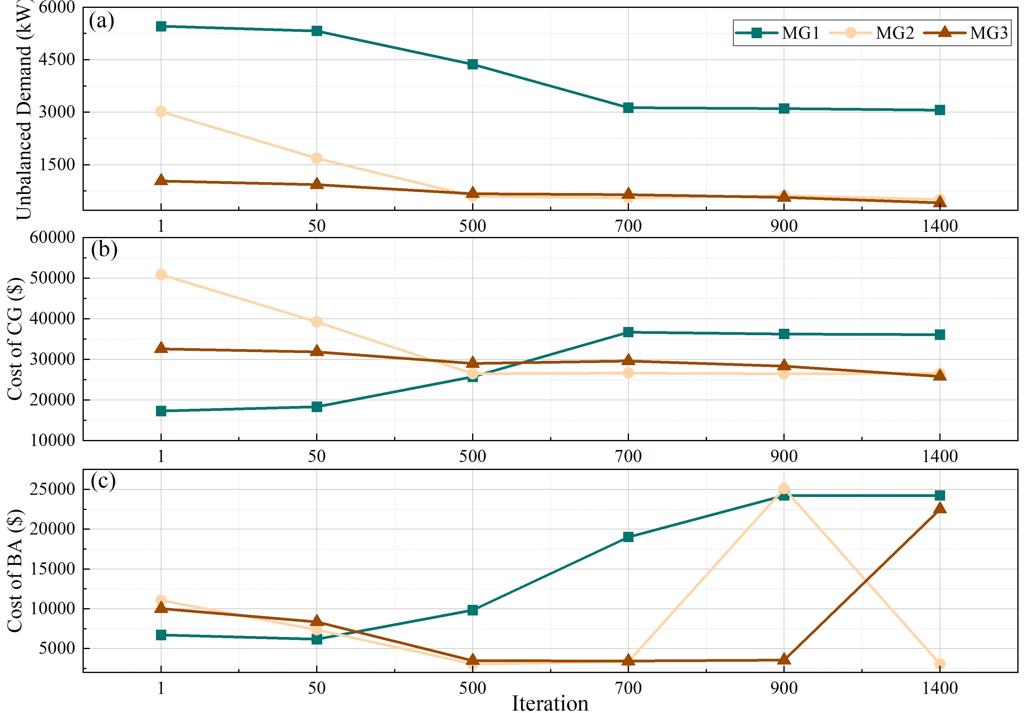 (a)
MG1 MG2 MG3
Unbalanced Demand (kW)
6000
4500
3000
1500
1 50 500 700 900 1400
(b)
Cost of CG ($)
60000
50000
40000
30000
20000
10000
1 50 500 700 900 1400
(c)
Cost of BA ($)
25000
20000
15000
10000
5000
1 50 500 700 900 1400
Iteration